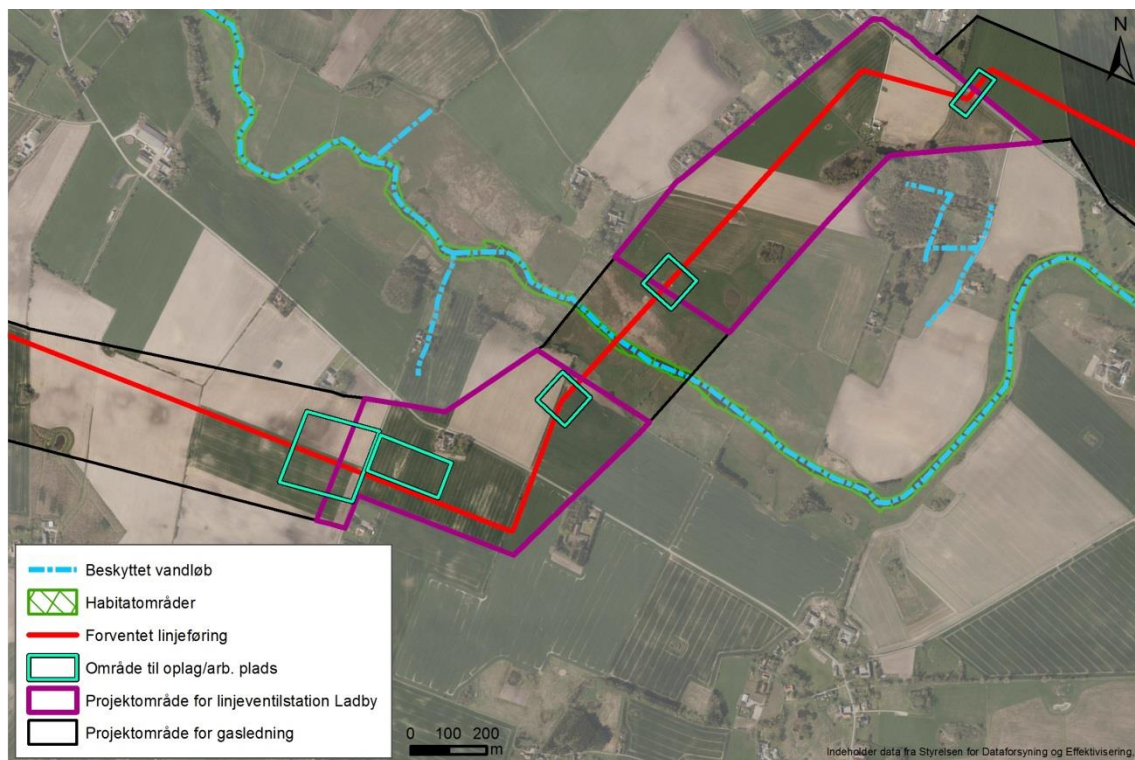 N
Beskyttet vandløb
Habitatområder
Forventet linjeføring
Område til oplag/arb. plads
Projektområde for linjeventilstation Ladby
Projektområde for gasledning
0 100 200
m
Indeholder data fra Styrelsen for Dataforsyning og Effektivisering.